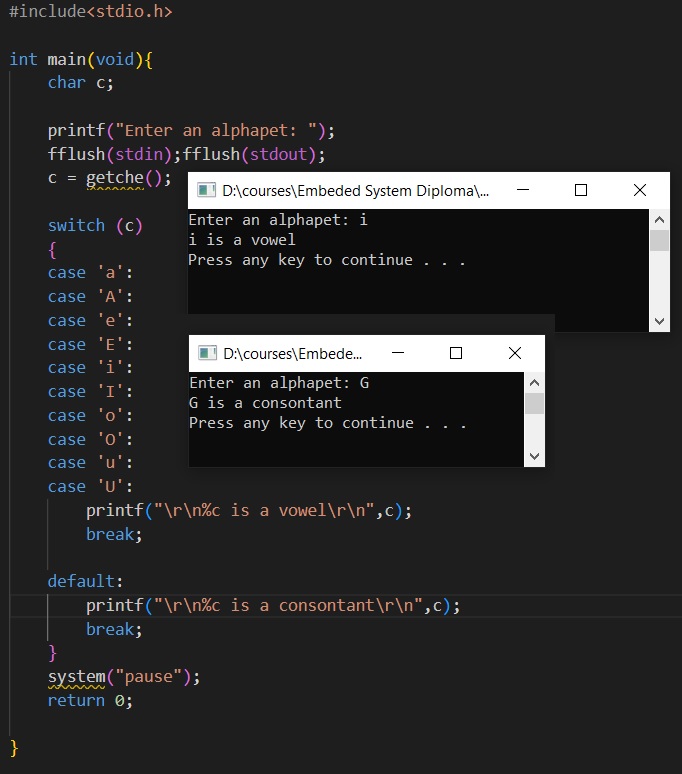 #include<stdio.h>
int main(void){
char c;
printf("Enter an alphapet: ");
fflush(stdin);fflush(stdout);
c = getche();
switch (c)
{
case 'a':
case 'A':
case 'e':
case 'E':
case 'i':
case 'I':
case 'o':
case 'O':
case 'u':
case 'U':
printf("\r\n%c is a vowel\r\n",c);
break;
default:
printf("\r\n%c is a consontant\r\n",c);
break;
}
system("pause");
return 0;
}
D:\courses\Embeded System Diploma\...
Enter an alphapet: i
i is a vowel
Press any key to continue . . .
D:\courses\Embede...
Enter an alphapet: G
G is a consontant
Press any key to continue . . .